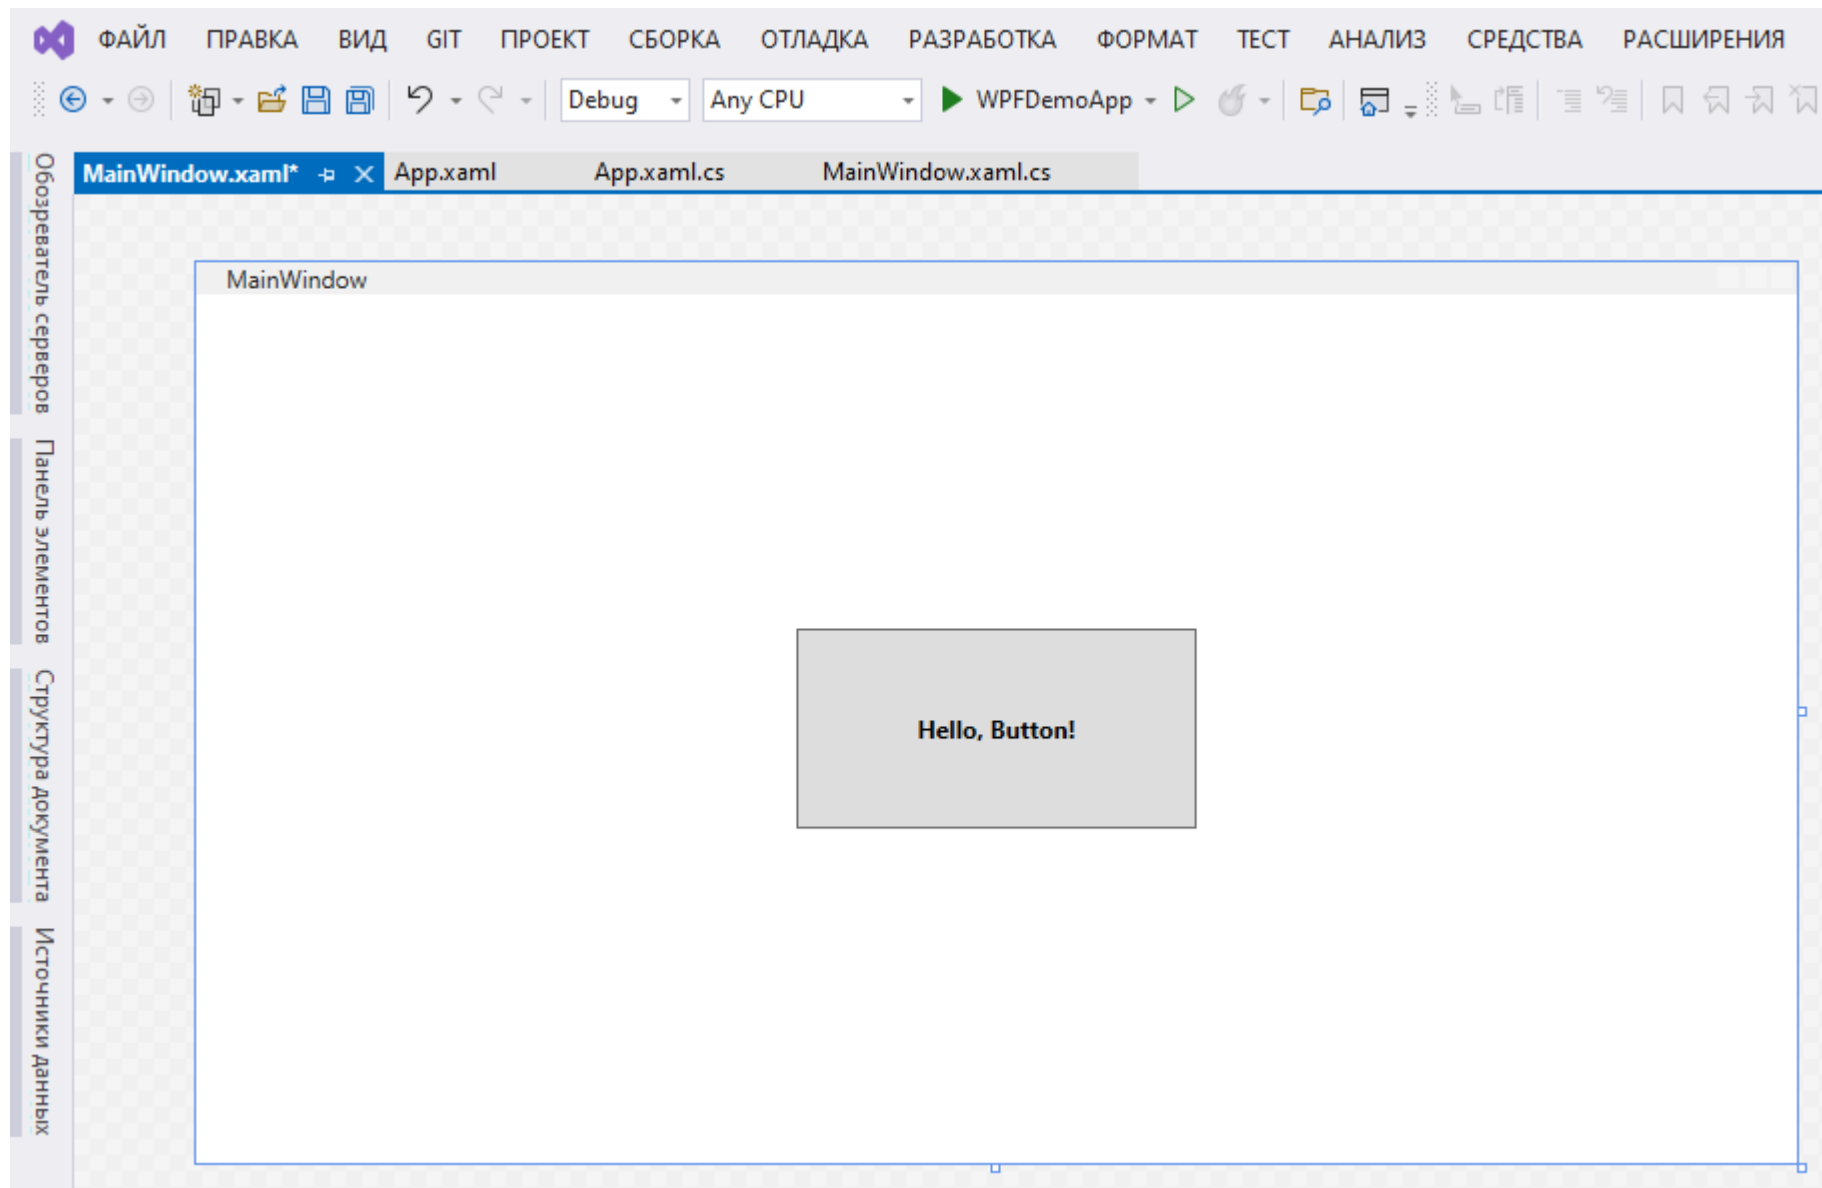 ФАЙЛ ПРАВКА ВИД GIT ПРОЕКТ СБОРКА ОТЛАДКА РАЗРАБОТКА ФОРМАТ ТЕСТ АНАЛИЗ СРЕДСТВА РАСШИРЕНИЯ
Debug Any CPU WPFDemoApp
MainWindow.xaml* App.xaml App.xaml.cs MainWindow.xaml.cs
Обозреватель серверов
Панель элементов
Структура документа
Источники данных
MainWindow
Hello, Button!